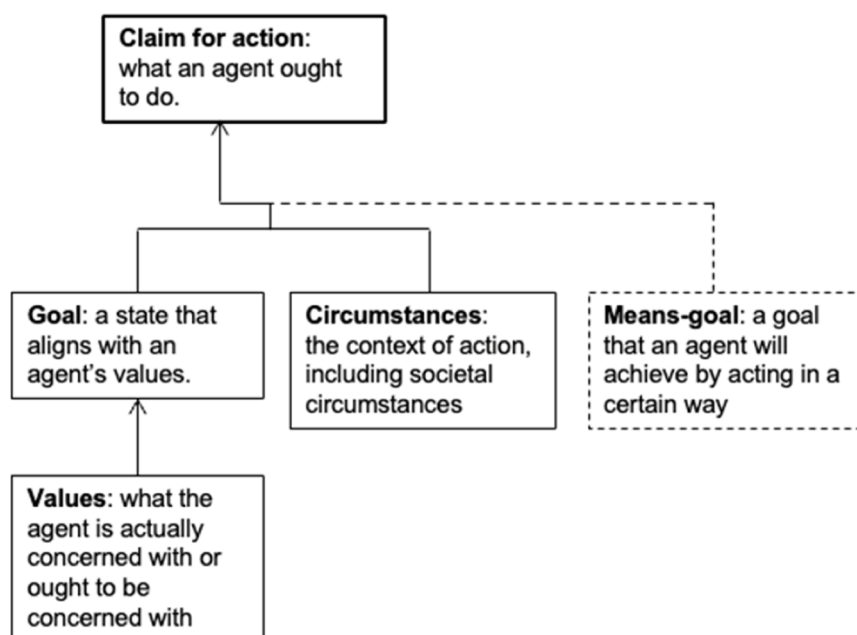 Claim for action:
what an agent ought
to do.
Goal: a state that
aligns with an
agent's values.
Circumstances:
the context of action,
including societal
circumstances
Means-goal: a goal
that an agent will
achieve by acting in a
certain way
Values: what the
agent is actually
concerned with or
ought to be
concerned with